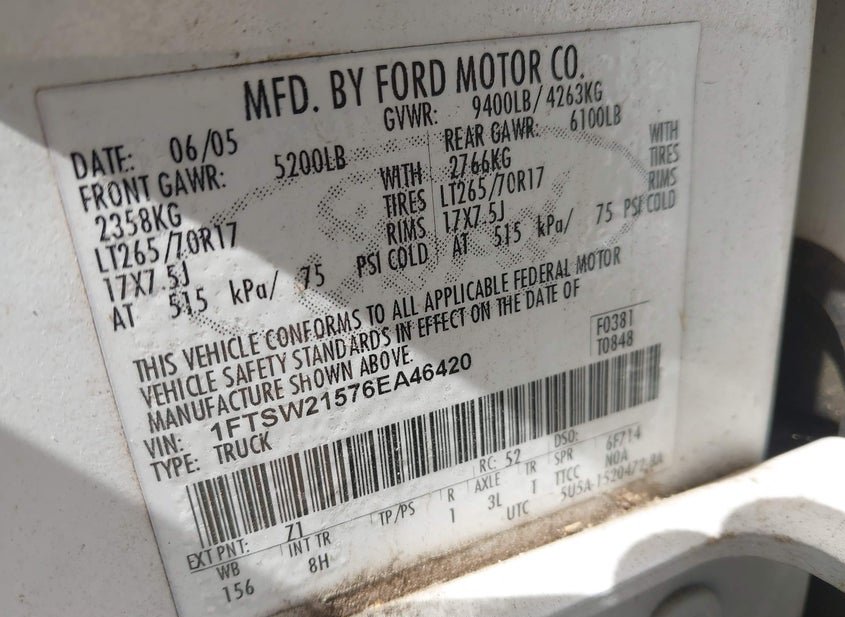 MFD. BY FORD MOTOR CO.
DATE: 06/05 GVWR: 9400LB/ 4263KG
FRONT GAWR: 5200LB REAR GAWR: 6100LB
2358KG WITH 2766KG WITH
LT265/70R17 TIRES LT265/70R17 TIRES
17X7.5J RIMS 17X7.5J RIMS
AT 515 kPa/ 75 PSI COLD AT 515 kPa/ 75 PSI COLD
THIS VEHICLE CONFORMS TO ALL APPLICABLE FEDERAL MOTOR
VEHICLE SAFETY STANDARDS IN EFFECT ON THE DATE OF
MANUFACTURE SHOWN ABOVE.
F0381
T0848
VIN: 1FTSW21576EA46420
TYPE: TRUCK
EXT PNT: Z1 RC: 52 DSO:
WB INT TR TP/PS R AXLE TR SPR 6F714
156 8H 1 3L 1 TTCC NOA
UTC